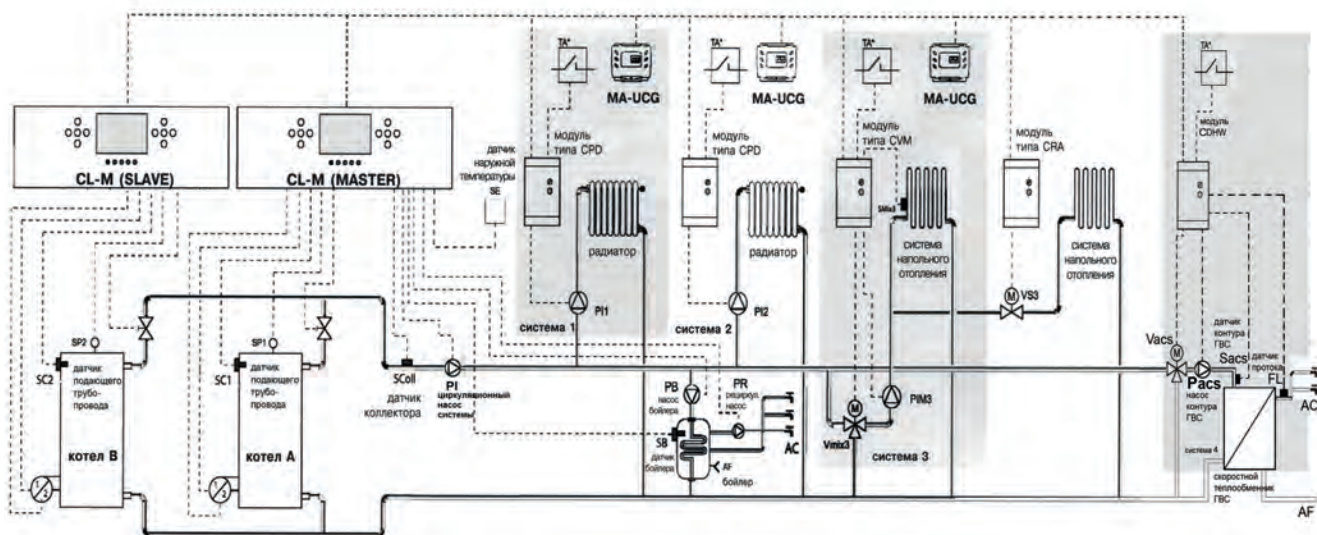 TA*
MA-UCG
TA*
MA-UCG
TA*
MA-UCG
TA*
CL-M (SLAVE)
CL-M (MASTER)
датчик
наружной
температуры
SE
модуль
типа CPD
модуль
типа CPD
модуль
типа CVM
модуль
типа CRA
модуль
CDHW
SMix3
радиатор
радиатор
система
напольного
отопления
система
напольного
отопления
PI1
PI2
M
VS3
система 1
система 2
SP2
SC2
датчик
подающего
трубо-
провода
котел B
SP1
SC1
датчик
подающего
трубо-
провода
котел A
SColl
датчик
коллектора
PI
циркуляционный
насос
системы
PB
насос
бойлера
PR
рециркул.
насос
SB
датчик
бойлера
AF
бойлер
AC
M
Vmix3
PIM3
система 3
Vacs
M
Pacs
насос
контура
ГВС
датчик
контура
ГВС
Sacs
датчик
протока
FL
AC
система 4
скоростной
теплообменник
ГВС
AF